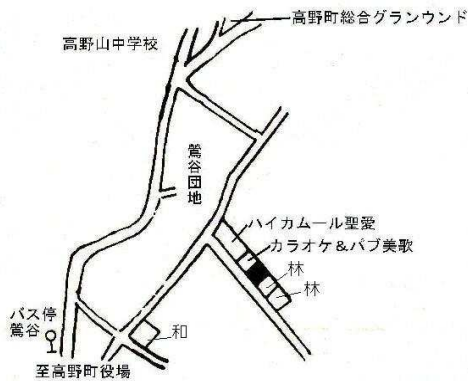 高野町総合グランウンド
高野山中学校
鶯谷団地
ハイカムール聖愛
カラオケ&パブ美歌
林
林
和
バス停
鶯谷
至高野町役場